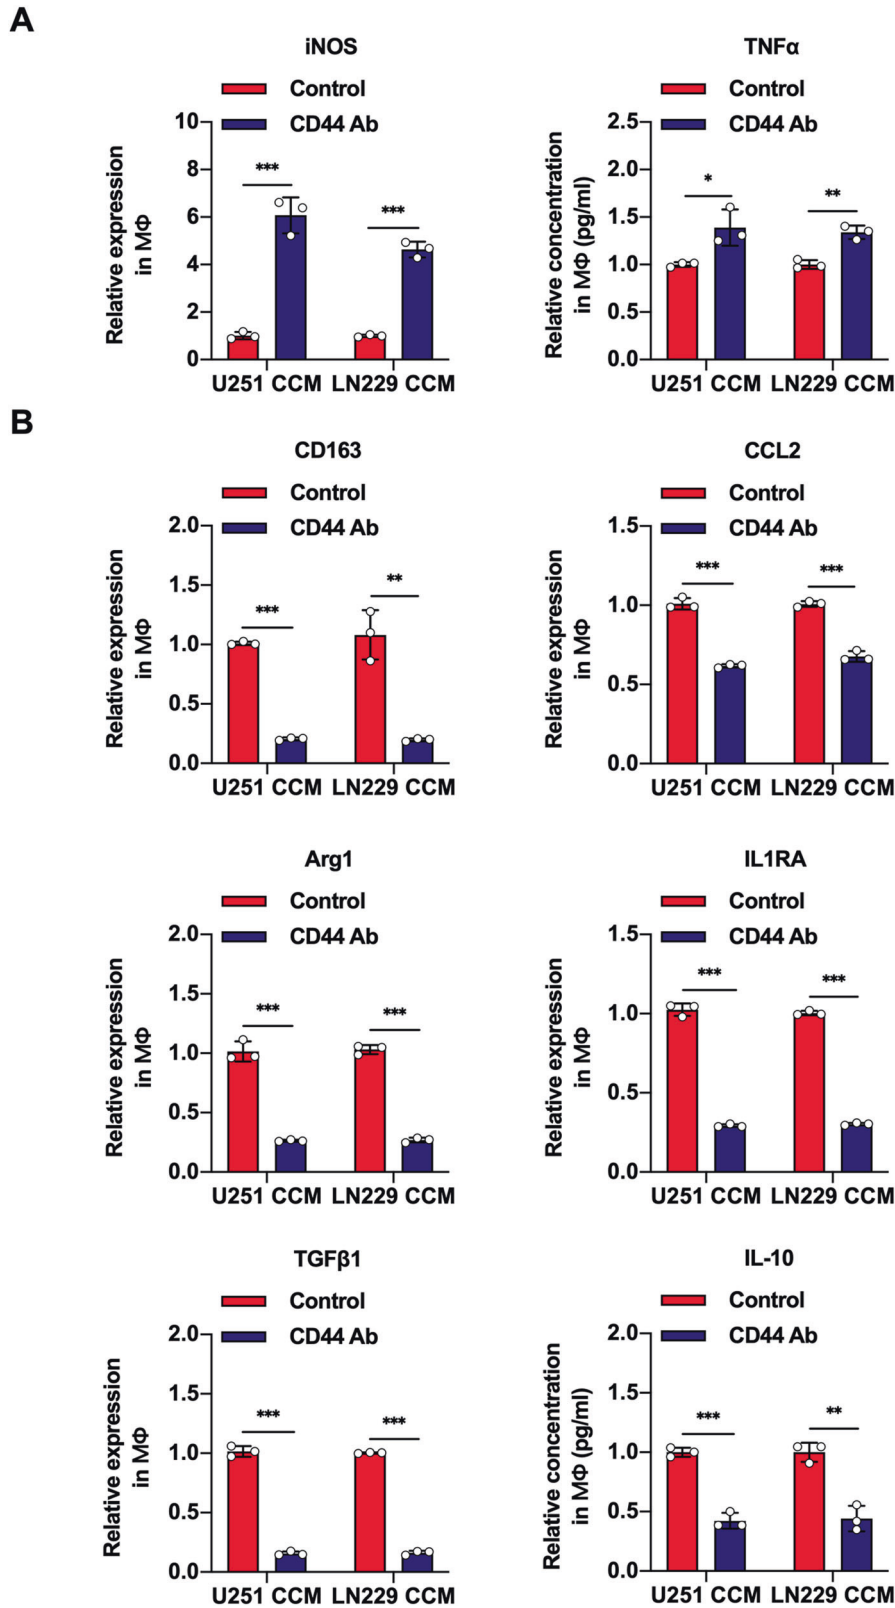 A
iNOS
Control
CD44 Ab
Relative expression
in MΦ
10
8
6
4
2
0
***
***
U251 CCM LN229 CCM
TNFα
Control
CD44 Ab
Relative concentration
in MΦ (pg/ml)
2.5
2.0
1.5
1.0
0.5
0.0
*
**
U251 CCM LN229 CCM
B
CD163
Control
CD44 Ab
Relative expression
in MΦ
2.0
1.5
1.0
0.5
0.0
***
**
U251 CCM LN229 CCM
CCL2
Control
CD44 Ab
Relative expression
in MΦ
1.5
1.0
0.5
0.0
***
***
U251 CCM LN229 CCM
Arg1
Control
CD44 Ab
Relative expression
in MΦ
2.0
1.5
1.0
0.5
0.0
***
***
U251 CCM LN229 CCM
IL1RA
Control
CD44 Ab
Relative expression
in MΦ
1.5
1.0
0.5
0.0
***
***
U251 CCM LN229 CCM
TGFβ1
Control
CD44 Ab
Relative expression
in MΦ
2.0
1.5
1.0
0.5
0.0
***
***
U251 CCM LN229 CCM
IL-10
Control
CD44 Ab
Relative concentration
in MΦ (pg/ml)
2.0
1.5
1.0
0.5
0.0
***
**
U251 CCM LN229 CCM